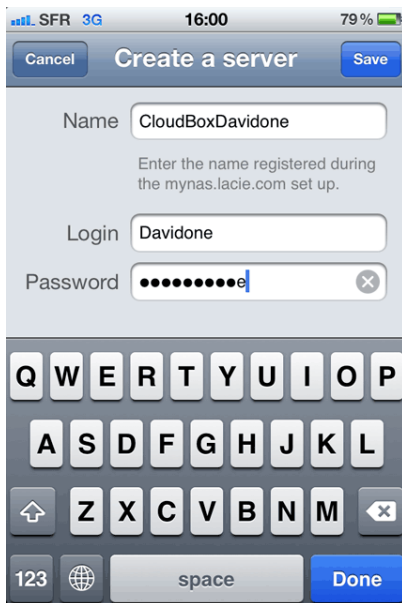 SFR 3G 16:00 79 %
Cancel Create a server Save
Name CloudBoxDavidone
Enter the name registered during
the mynas.lacie.com set up.
Login Davidone
Password ●●●●●●●●●e
Q W E R T Y U I O P
A S D F G H J K L
Z X C V B N M
123 space Done